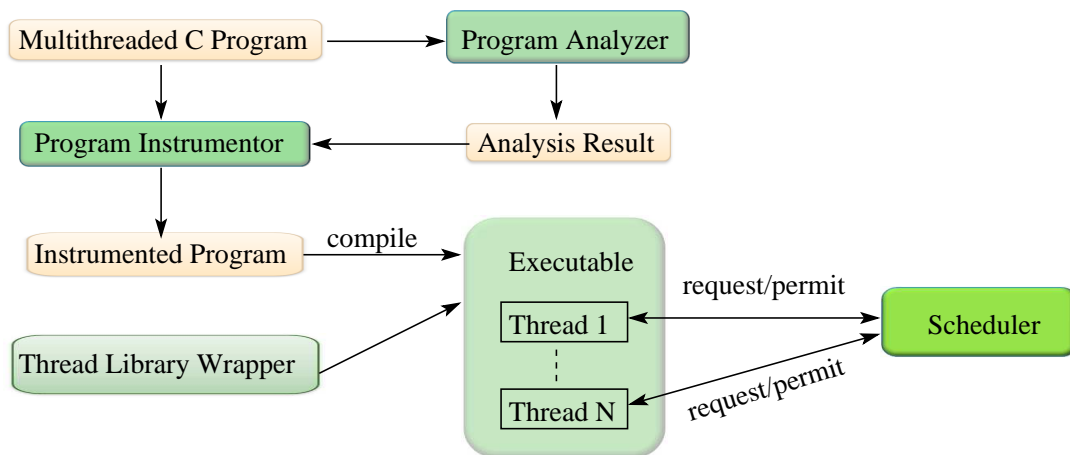 Multithreaded C Program
Program Analyzer
Program Instrumentor
Analysis Result
Instrumented Program
compile
Executable
request/permit
Thread 1
Scheduler
Thread Library Wrapper
request/permit
Thread N